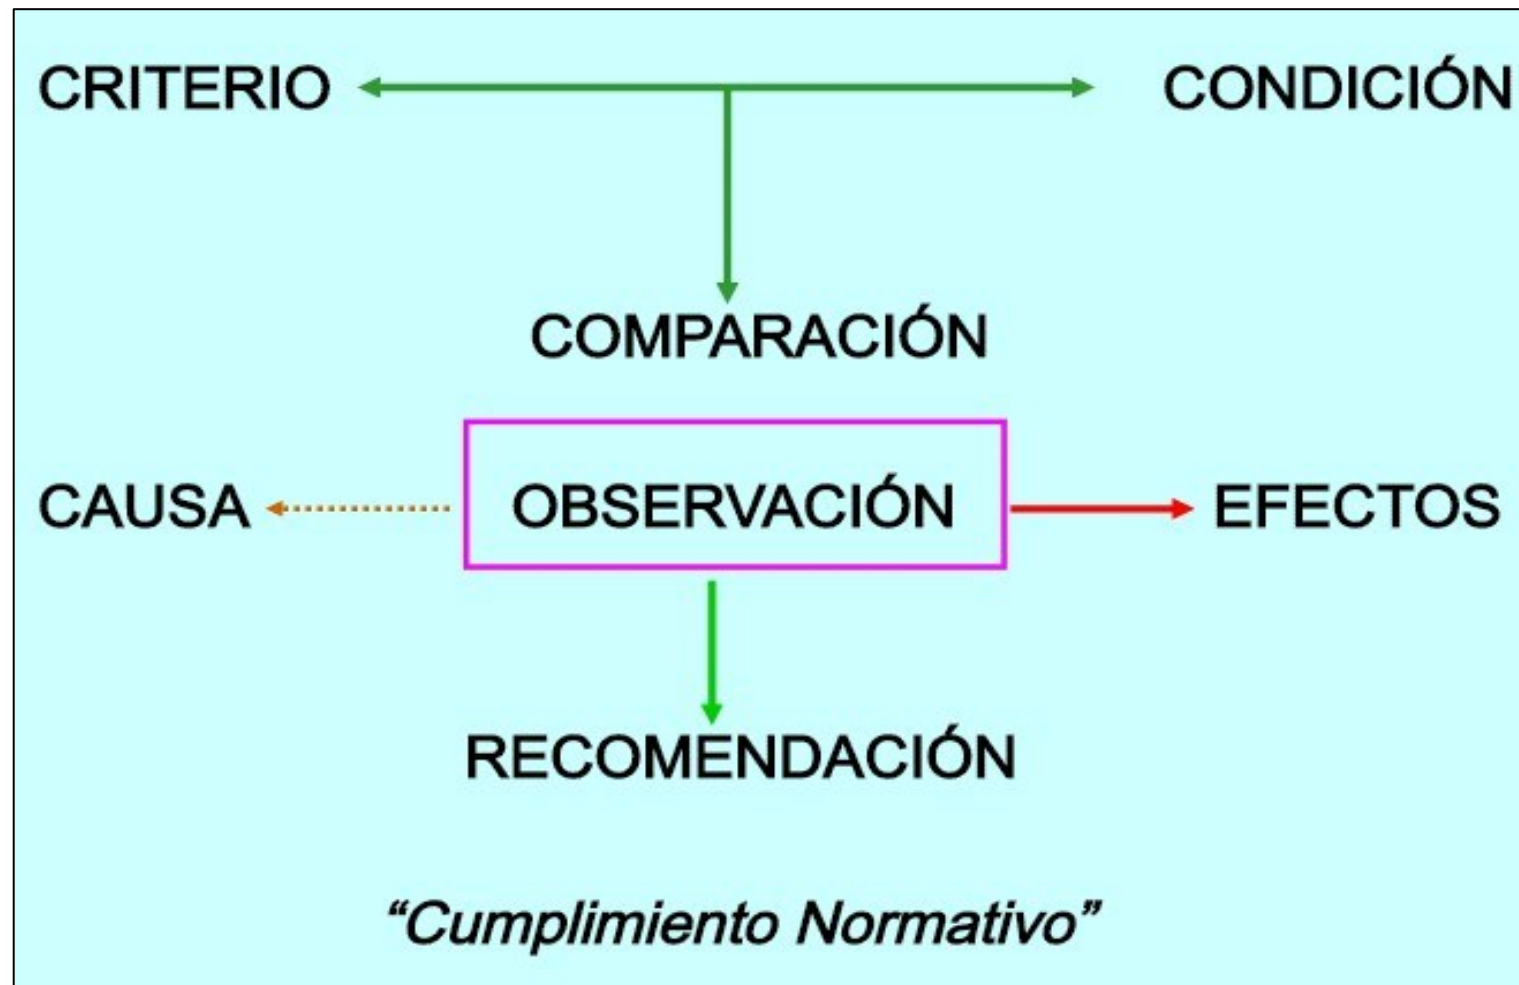 CRITERIO
CONDICIÓN
COMPARACIÓN
CAUSA
OBSERVACIÓN
EFECTOS
RECOMENDACIÓN
“Cumplimiento Normativo”